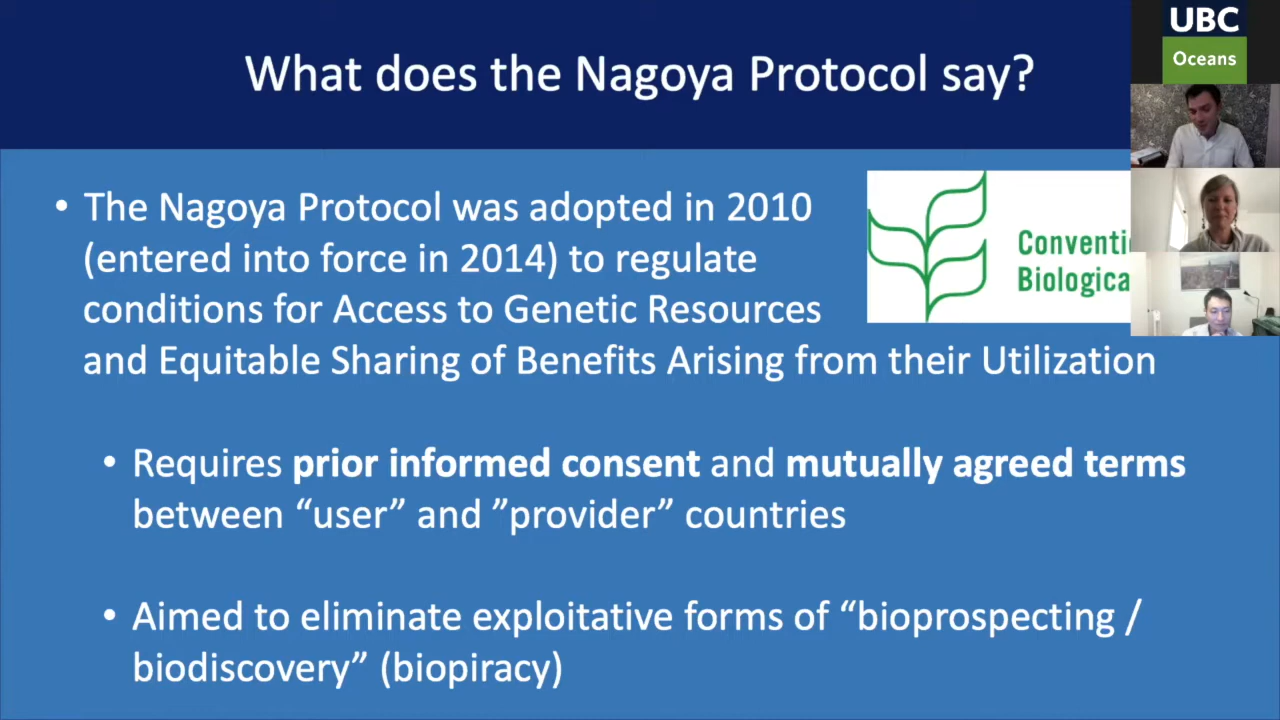 What does the Nagoya Protocol say?
UBC
Oceans
• The Nagoya Protocol was adopted in 2010
(entered into force in 2014) to regulate
conditions for Access to Genetic Resources
and Equitable Sharing of Benefits Arising from their Utilization
Conventi
Biologica
• Requires prior informed consent and mutually agreed terms
between “user” and ”provider” countries
• Aimed to eliminate exploitative forms of “bioprospecting /
biodiscovery” (biopiracy)